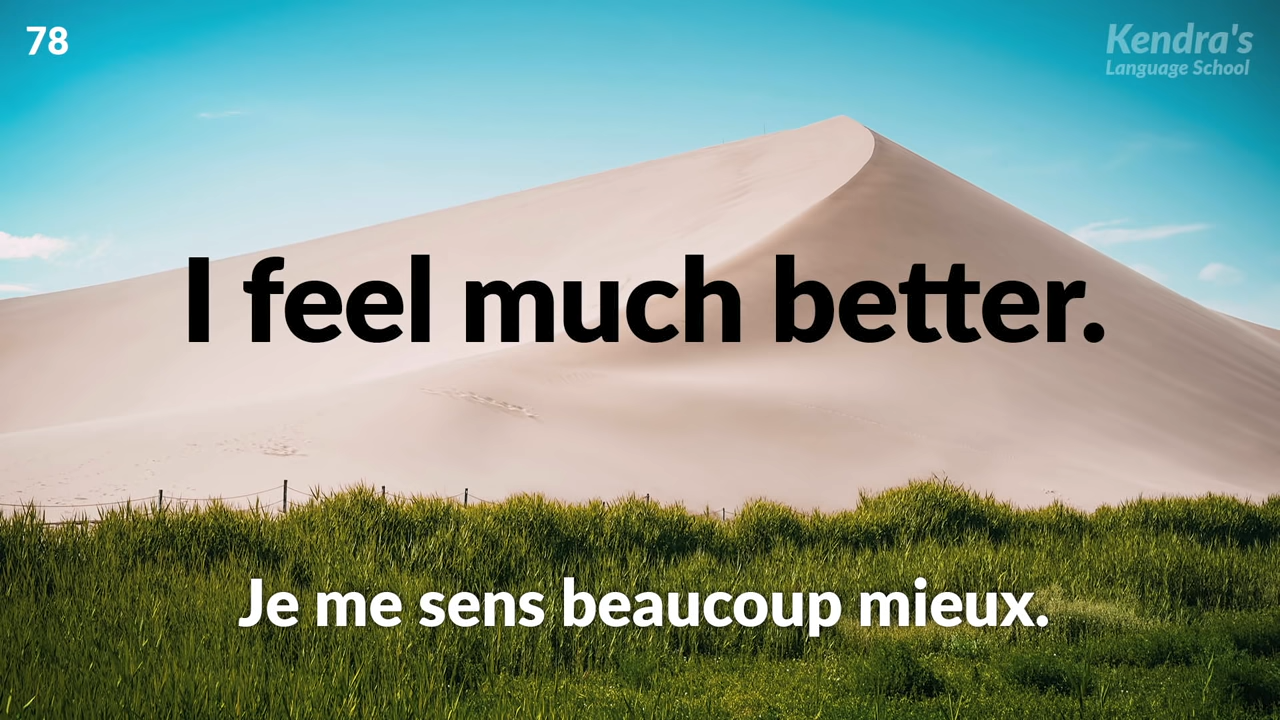 78
Kendra's
Language School
I feel much better.
Je me sens beaucoup mieux.